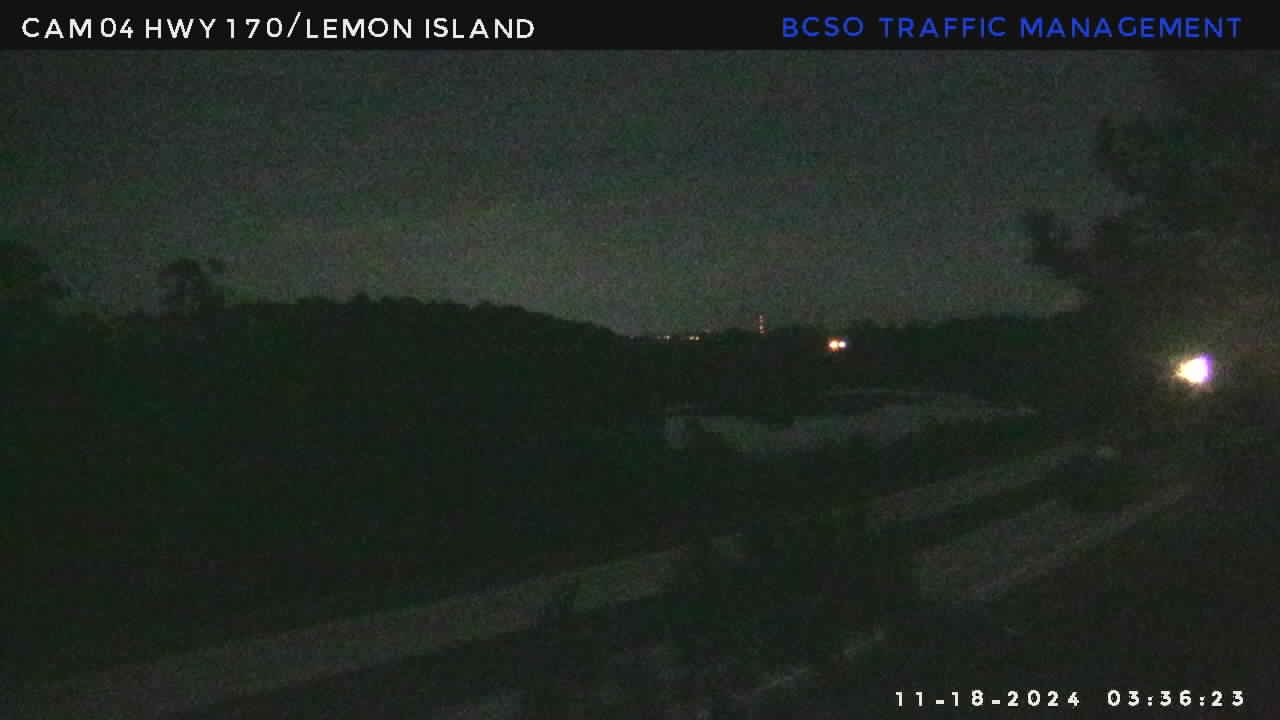 CAM04 HWY 170/LEMON ISLAND
BCSO TRAFFIC MANAGEMENT
11-18-2024 03:36:23